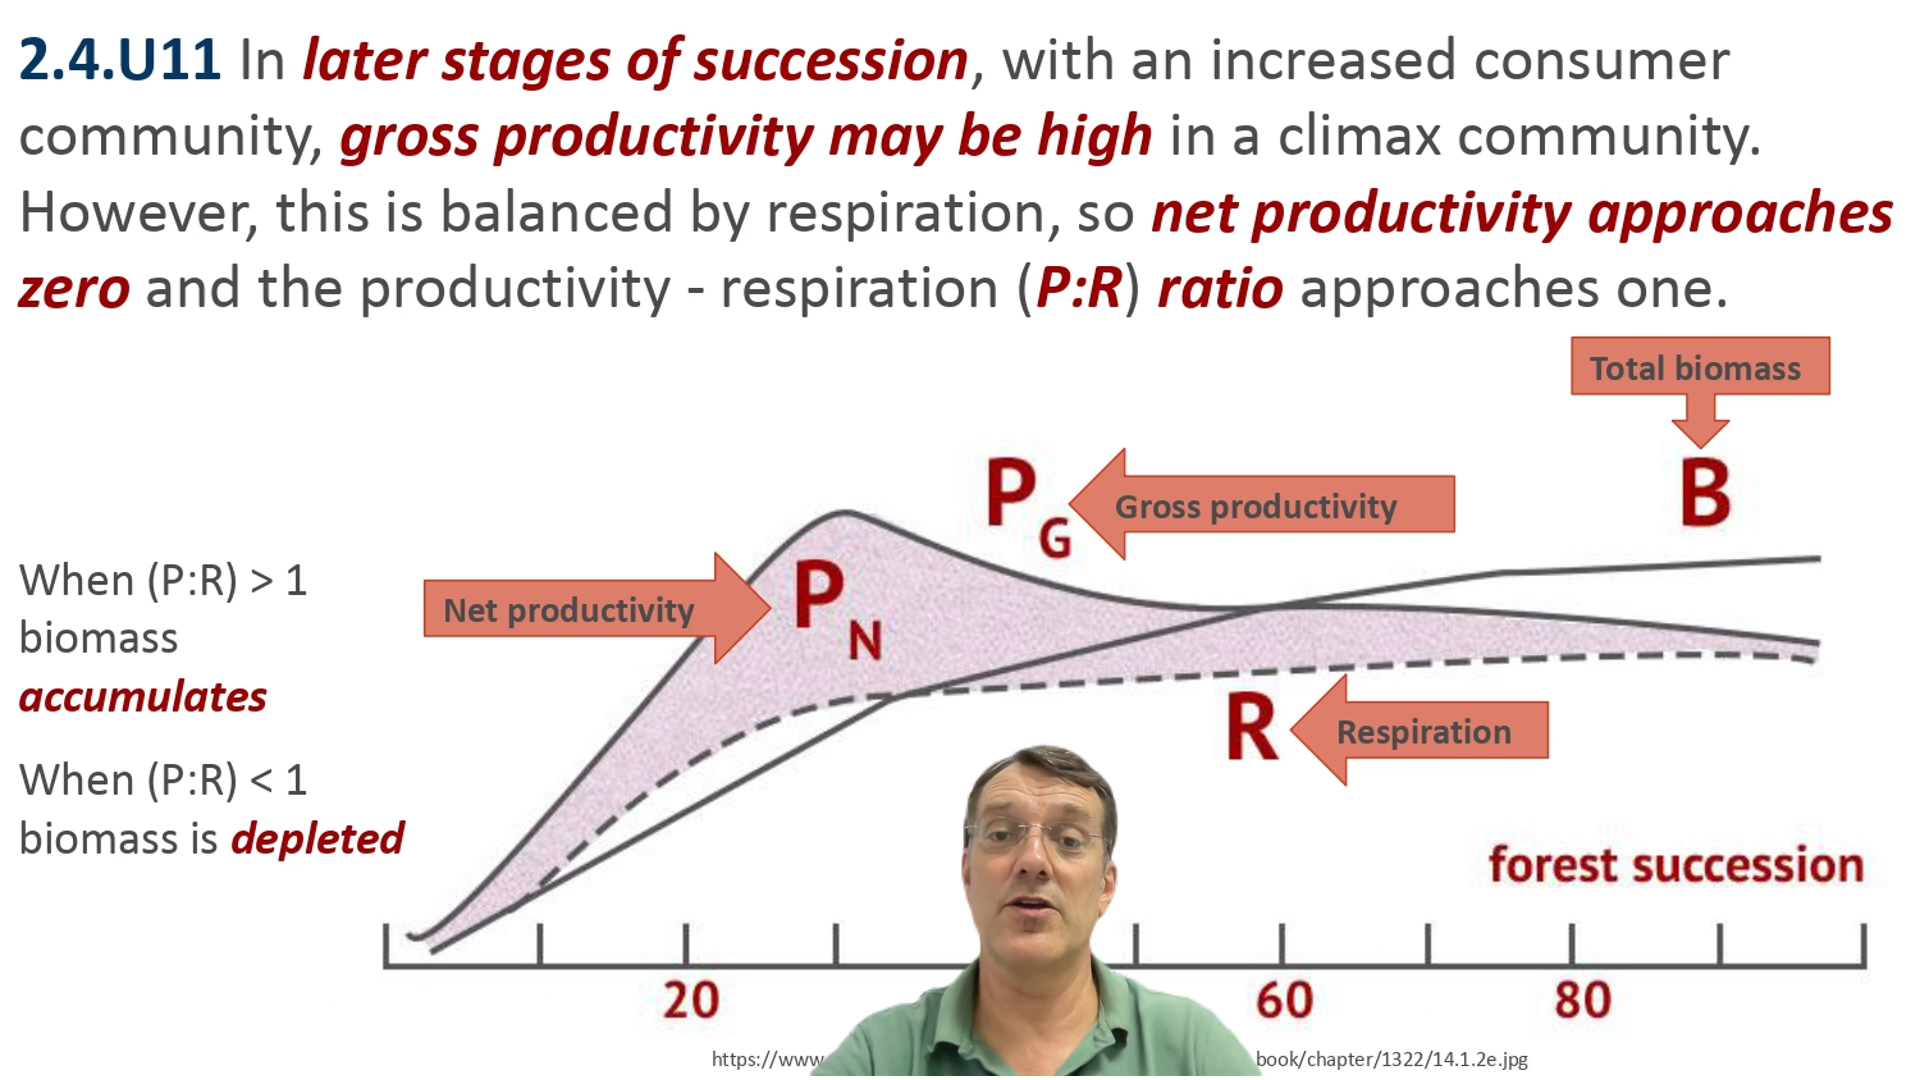 2.4.U11 In later stages of succession, with an increased consumer
community, gross productivity may be high in a climax community.
However, this is balanced by respiration, so net productivity approaches
zero and the productivity - respiration (P:R) ratio approaches one.
Total biomass
B
PG
Gross productivity
When (P:R) > 1
biomass
accumulates
Net productivity
PN
R
Respiration
When (P:R) < 1
biomass is depleted
forest succession
20
60
80
https://www
book/chapter/1322/14.1.2e.jpg